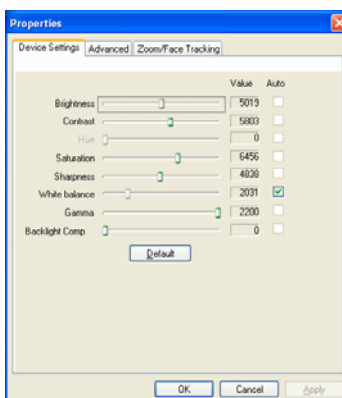 Properties
Device Settings Advanced Zoom/Face Tracking
Value Auto
Brightness 5019
Contrast 5803
Hue 0
Saturation 6456
Sharpness 4030
White balance 2031
Gamma 2200
Backlight Comp 0
Default
OK Cancel Apply